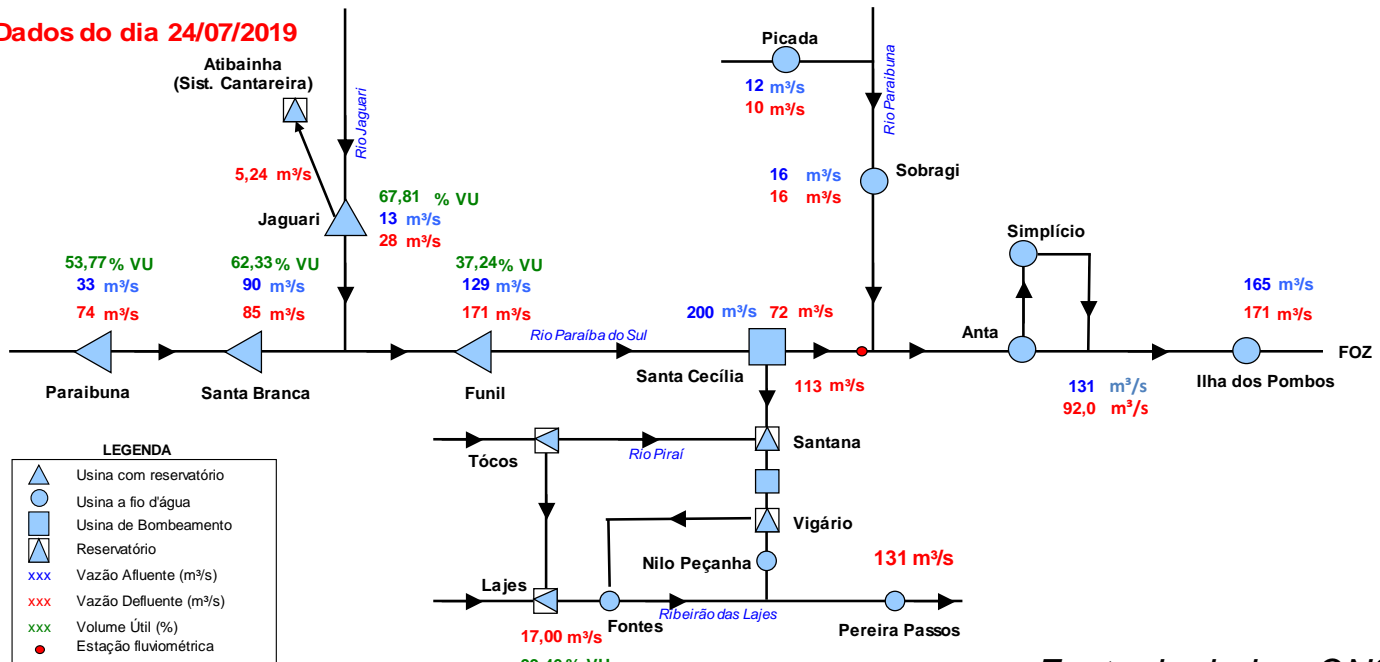 Dados do dia 24/07/2019
Atibainha
(Sist. Cantareira)
Rio Jaguari
5,24 m³/s
Jaguari
67,81 % VU
13 m³/s
28 m³/s
Picada
12 m³/s
10 m³/s
Rio Paraibuna
16 m³/s
16 m³/s
Sobragi
53,77 % VU
33 m³/s
74 m³/s
Paraibuna
62,33 % VU
90 m³/s
85 m³/s
Santa Branca
37,24 % VU
129 m³/s
171 m³/s
Funil
Rio Paraíba do Sul
200 m³/s 72 m³/s
Santa Cecília
113 m³/s
Simplício
Anta
131 m³/s
92,0 m³/s
165 m³/s
171 m³/s
Ilha dos Pombos
FOZ
Tócos
Rio Piraí
Santana
Vigário
Nilo Peçanha
131 m³/s
Lajes
Fontes
Ribeirão das Lajes
Pereira Passos
17,00 m³/s
LEGENDA
Usina com reservatório
Usina a fio d'água
Usina de Bombeamento
Reservatório
xxx Vazão Afluente (m³/s)
xxx Vazão Defluente (m³/s)
xxx Volume Útil (%)
Estação fluviométrica